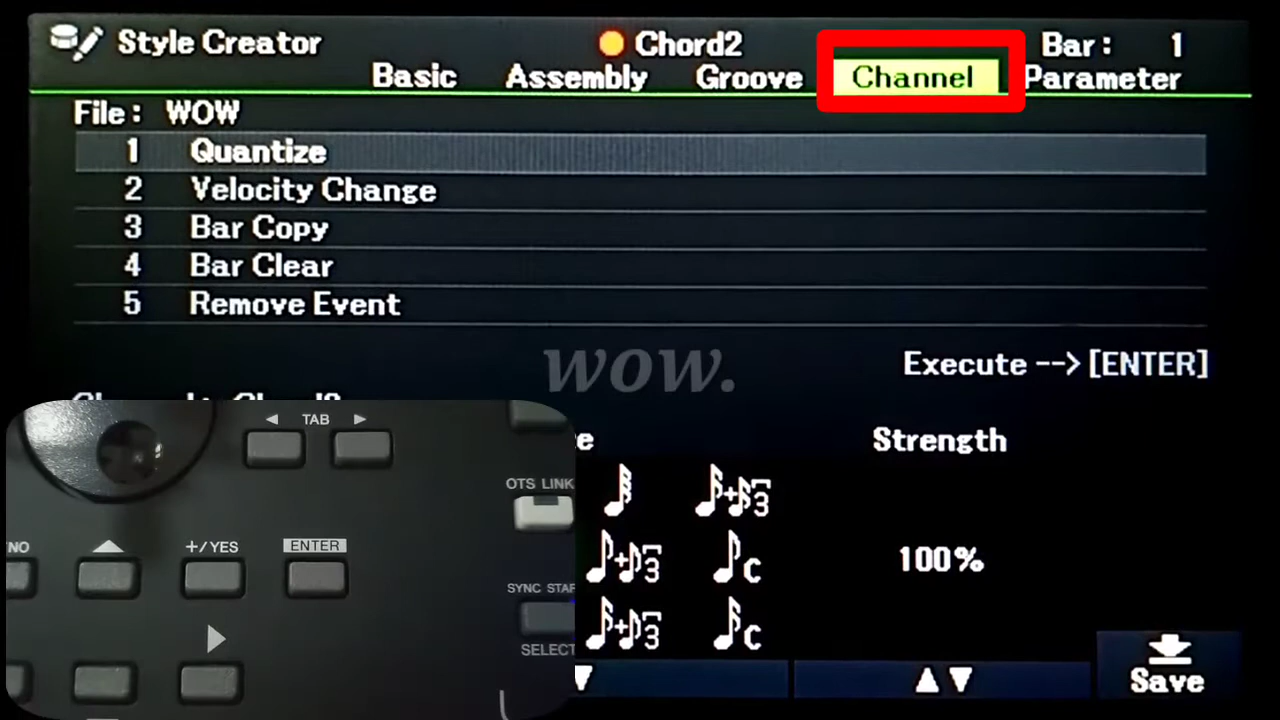 Style Creator
Chord2
Bar: 1
Basic
Assembly
Groove
Channel
Parameter
File: WOW
1 Quantize
2 Velocity Change
3 Bar Copy
4 Bar Clear
5 Remove Event
wow.
Execute -->[ENTER]
Strength
100%
Save
TAB
OTS LINK
NO
+/YES
ENTER
SYNC
SELECT